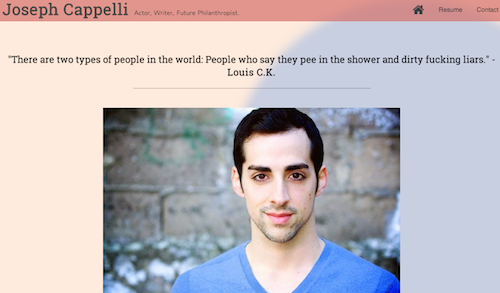 Joseph Cappelli Actor, Writer, Future Philanthropist. Resume Contact
"There are two types of people in the world: People who say they pee in the shower and dirty fucking liars." -
Louis C.K.